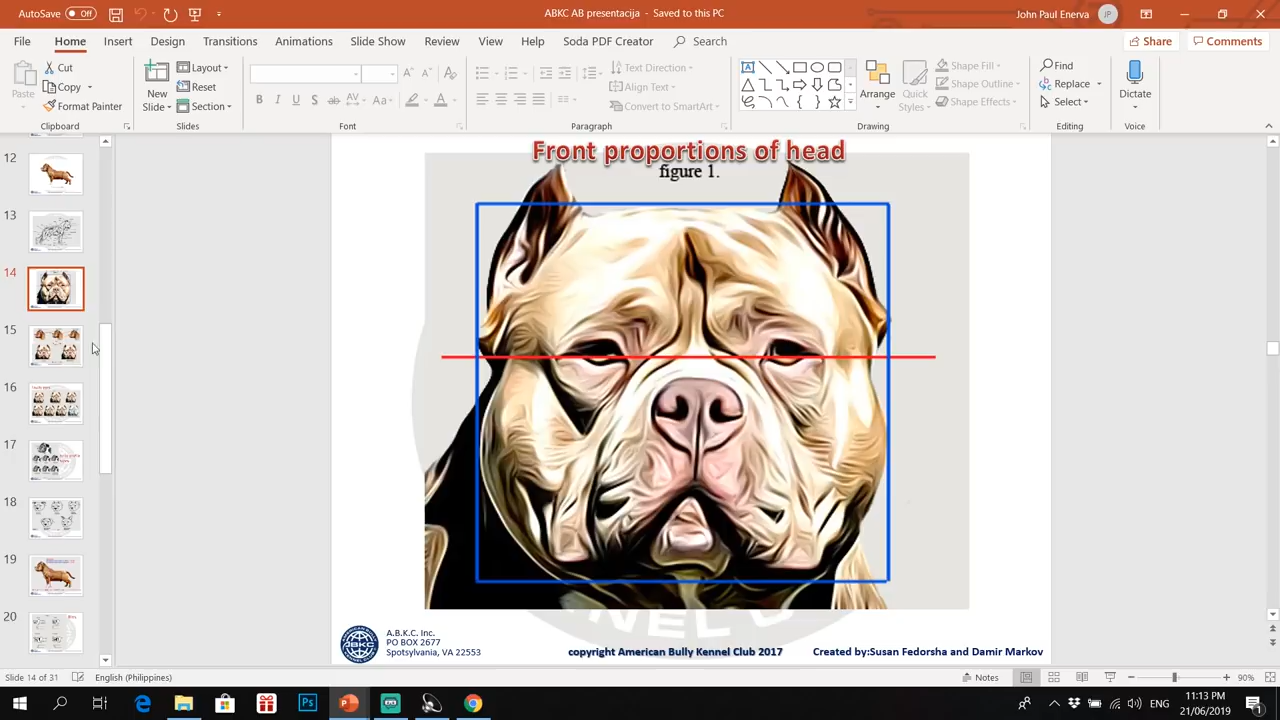 AutoSave Off
ABKC AB presentacija - Saved to this PC
John Paul Enerva JP
File Home Insert Design Transitions Animations Slide Show Review View Help Soda PDF Creator Search
Share Comments
Paste
Cut
Copy
Format Painter
Clipboard
New Slide
Layout
Reset
Section
Slides
Font
Text Direction
Align Text
Convert to SmartArt
Paragraph
Arrange
Quick Styles
Shape Fill
Shape Outline
Shape Effects
Drawing
Find
Replace
Select
Editing
Dictate
Voice
12
13
14
15
16
17
18
19
20
Front proportions of head
figure 1.
A.B.K.C. Inc.
PO BOX 2677
Spotsylvania, VA 22553
ABKC
copyright American Bully Kennel Club 2017
Created by:Susan Fedorsha and Damir Markov
Slide 14 of 31 English (Philippines) Notes 90%
11:13 PM
ENG
21/06/2019